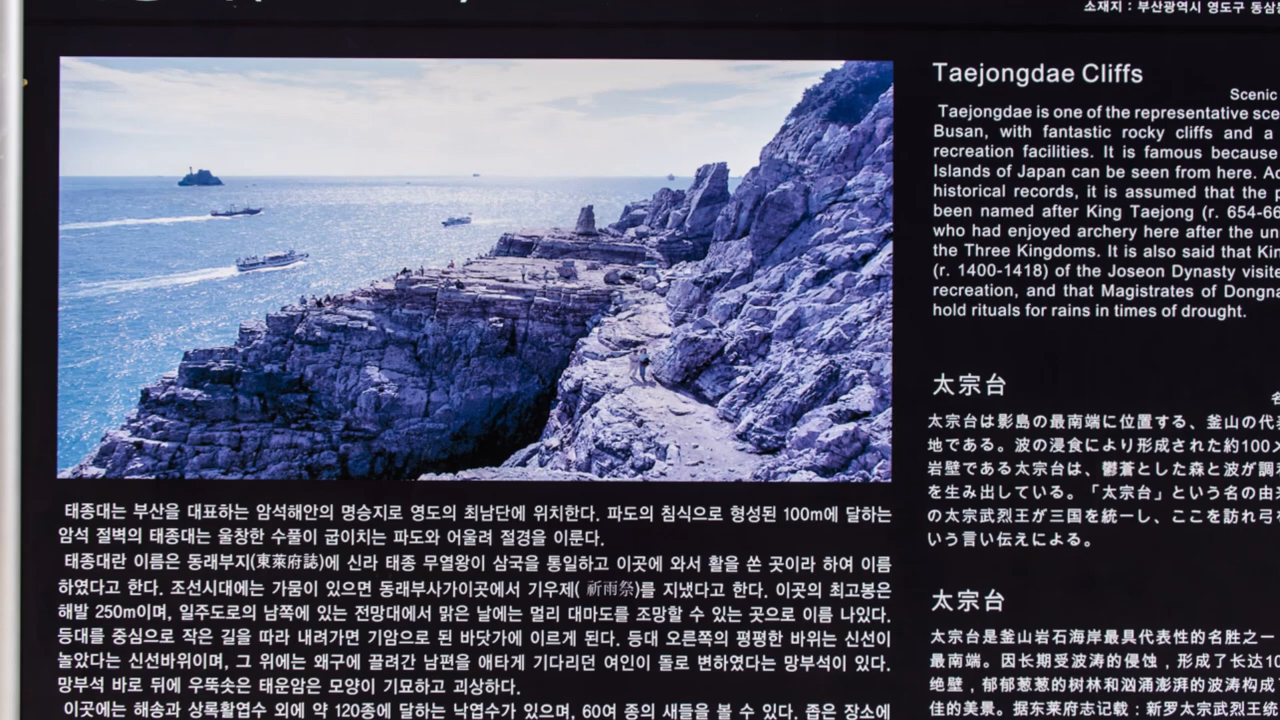 소재지 : 부산광역시 영도구
태종대는 부산을 대표하는 암석해안의 명승지로 영도의 최남단에 위치한다. 파도의 침식으로 형성된 100m에 달하는
암석 절벽의 태종대는 울창한 수풀이 굽이치는 파도와 어울려 절경을 이룬다.
태종대란 이름은 동래부지(東萊府誌)에 신라 태종 무열왕이 삼국을 통일하고 이곳에 와서 활을 쏜 곳이라 하여 이름
하였다고 한다. 조선시대에는 가뭄이 있으면 동래부사가이곳에서 기우제( 祈雨祭)를 지냈다고 한다. 이곳의 최고봉은
해발 250m이며, 일주도로의 남쪽에 있는 전망대에서 맑은 날에는 멀리 대마도를 조망할 수 있는 곳으로 이름 나있다.
등대를 중심으로 작은 길을 따라 내려가면 기암으로 된 바닷가에 이르게 된다. 등대 오른쪽의 평평한 바위는 신선이
놀았다는 신선바위이며, 그 위에는 왜구에 끌려간 남편을 애타게 기다리던 여인이 돌로 변하였다는 망부석이 있다.
망부석 바로 뒤에 우뚝솟은 태운암은 모양이 기묘하고 괴상하다.
이곳에는 해송과 상록활엽수 외에 약 120종에 달하는 낙엽수가 있으며, 60여 종의 새들을 볼 수 있다. 좁은 장소에
Taejongdae Cliffs
Scenic
Taejongdae is one of the representative
Busan, with fantastic rocky cliffs and a
recreation facilities. It is famous because
Islands of Japan can be seen from here.
historical records, it is assumed that the
been named after King Taejong (r. 654-66
who had enjoyed archery here after the
the Three Kingdoms. It is also said that
(r. 1400-1418) of the Joseon Dynasty
recreation, and that Magistrates of
hold rituals for rains in times of drought.
太宗台
太宗台は影島の最南端に位置する、釜山の代
地である。波の浸食により形成された約100
岩壁である太宗台は、鬱蒼とした森と波が調
を生み出している。「太宗台」という名の由
の太宗武烈王が三国を統一し、ここを訪れ弓
いう言い伝えによる。
太宗台
太宗台是釜山岩石海岸最具代表性的名胜之一
最南端。因长期受波涛的侵蚀，形成了长达10
绝壁，郁郁葱葱的树林和汹涌澎湃的波涛构成
佳的美景。据东莱府志记载：新罗太宗武烈王统